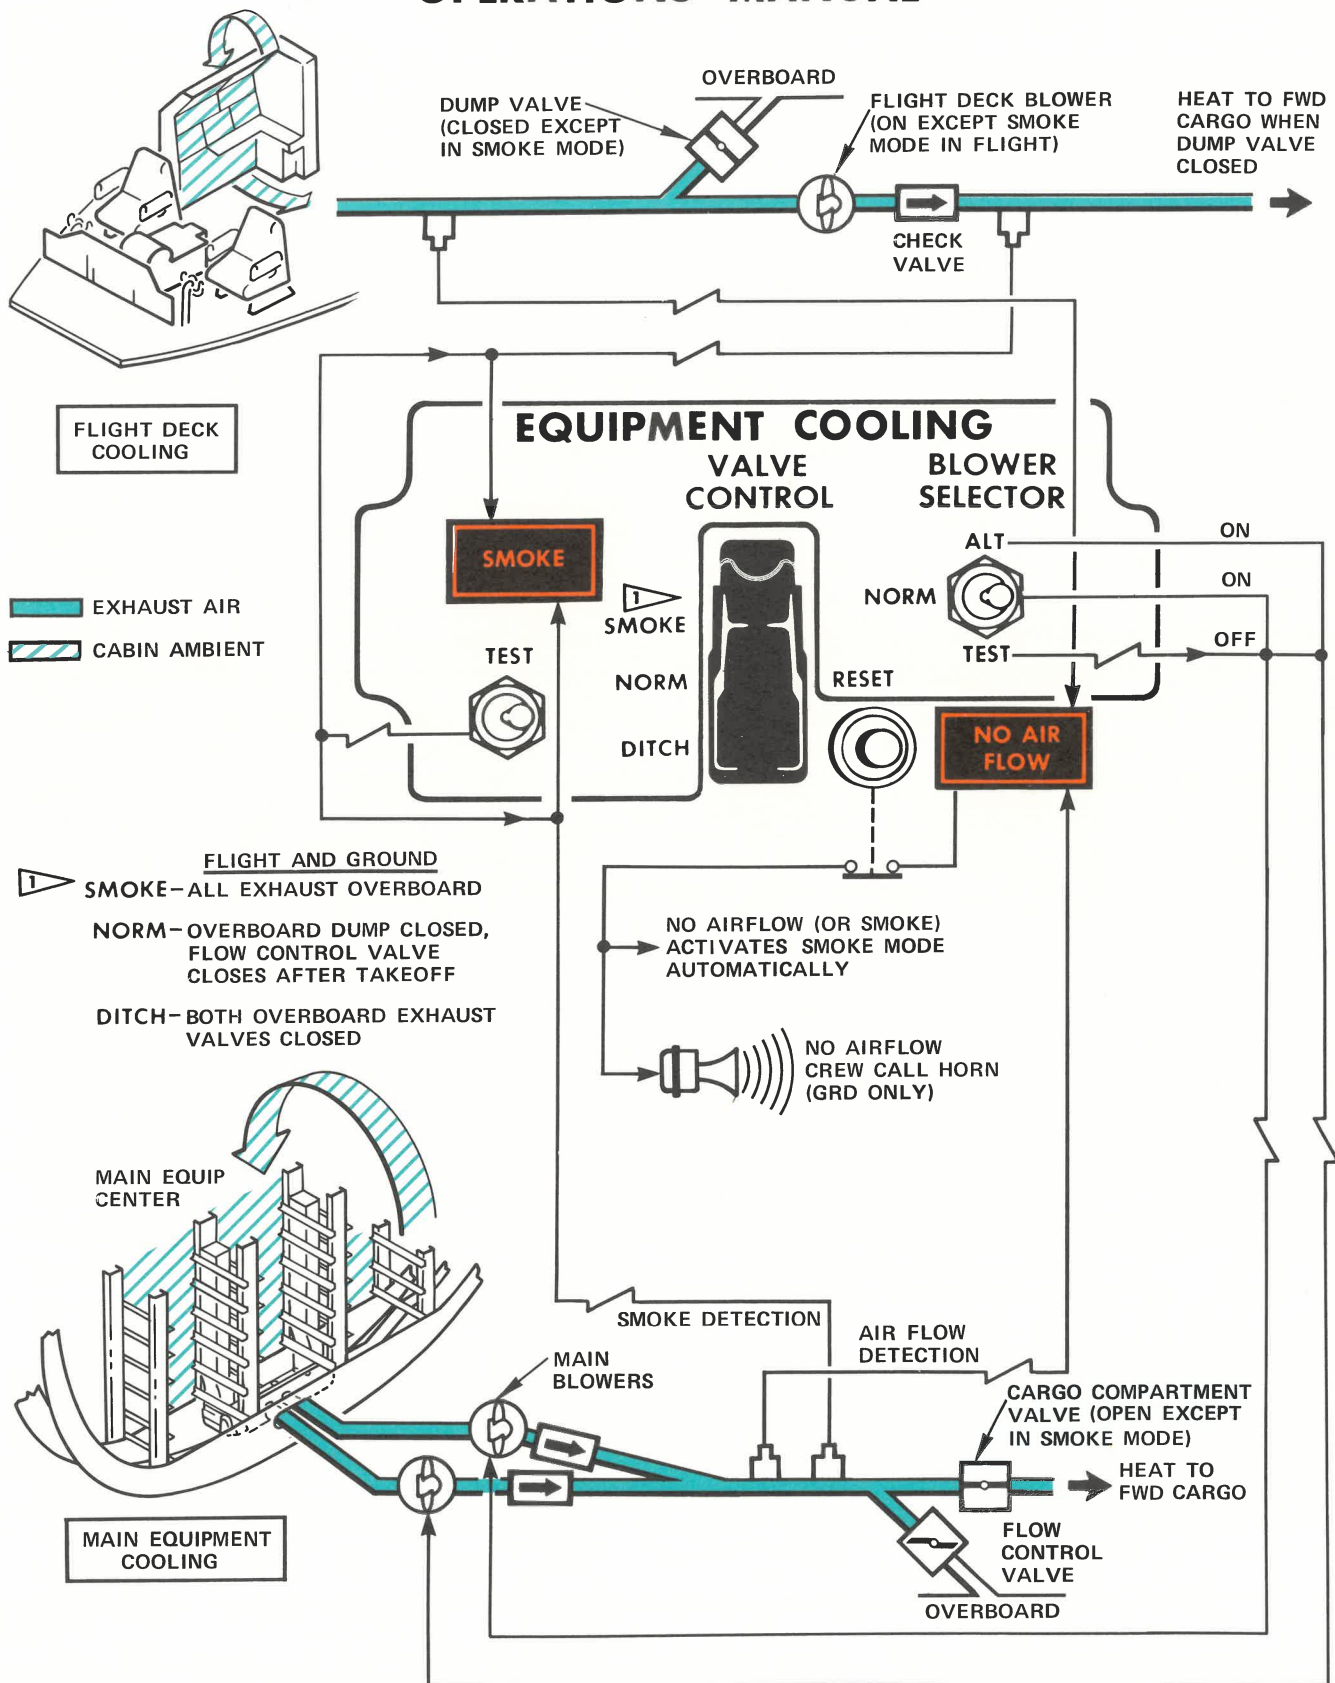 OPERATIONS MANUAL
OVERBOARD
DUMP VALVE
(CLOSED EXCEPT
IN SMOKE MODE)
FLIGHT DECK BLOWER
(ON EXCEPT SMOKE
MODE IN FLIGHT)
HEAT TO FWD
CARGO WHEN
DUMP VALVE
CLOSED
CHECK
VALVE
FLIGHT DECK
COOLING
EQUIPMENT COOLING
VALVE
CONTROL
BLOWER
SELECTOR
SMOKE
ALT
ON
NORM
ON
TEST
OFF
1
SMOKE
NORM
DITCH
TEST
RESET
NO AIR
FLOW
EXHAUST AIR
CABIN AMBIENT
FLIGHT AND GROUND
1
SMOKE-ALL EXHAUST OVERBOARD
NORM-OVERBOARD DUMP CLOSED,
FLOW CONTROL VALVE
CLOSES AFTER TAKEOFF
DITCH-BOTH OVERBOARD EXHAUST
VALVES CLOSED
NO AIRFLOW (OR SMOKE)
ACTIVATES SMOKE MODE
AUTOMATICALLY
NO AIRFLOW
CREW CALL HORN
(GRD ONLY)
MAIN EQUIP
CENTER
SMOKE DETECTION
AIR FLOW
DETECTION
MAIN
BLOWERS
CARGO COMPARTMENT
VALVE (OPEN EXCEPT
IN SMOKE MODE)
HEAT TO
FWD CARGO
MAIN EQUIPMENT
COOLING
FLOW
CONTROL
VALVE
OVERBOARD